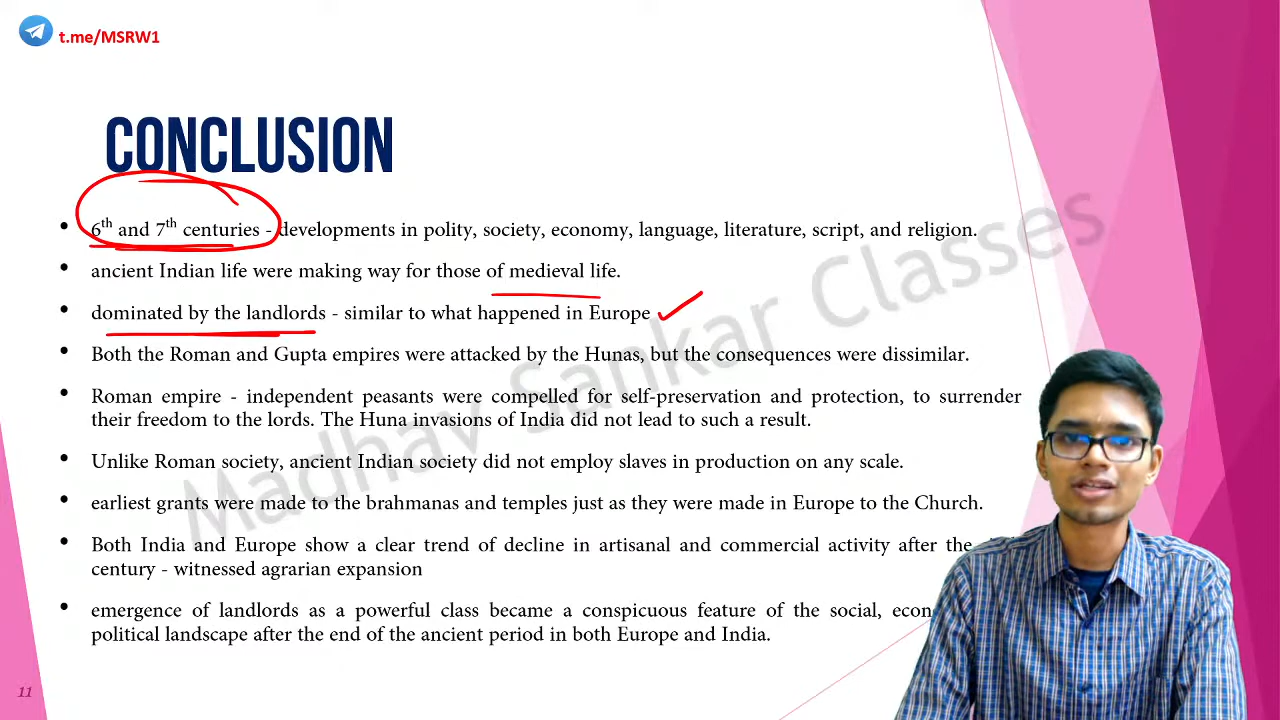 t.me/MSRW1
CONCLUSION
• 6th and 7th centuries - developments in polity, society, economy, language, literature, script, and religion.
• ancient Indian life were making way for those of medieval life.
• dominated by the landlords - similar to what happened in Europe
• Both the Roman and Gupta empires were attacked by the Hunas, but the consequences were dissimilar.
• Roman empire - independent peasants were compelled for self-preservation and protection, to surrender
their freedom to the lords. The Huna invasions of India did not lead to such a result.
• Unlike Roman society, ancient Indian society did not employ slaves in production on any scale.
• earliest grants were made to the brahmanas and temples just as they were made in Europe to the Church.
• Both India and Europe show a clear trend of decline in artisanal and commercial activity after the
century - witnessed agrarian expansion
• emergence of landlords as a powerful class became a conspicuous feature of the social,
political landscape after the end of the ancient period in both Europe and India.
Madhav Sankar Classes
11